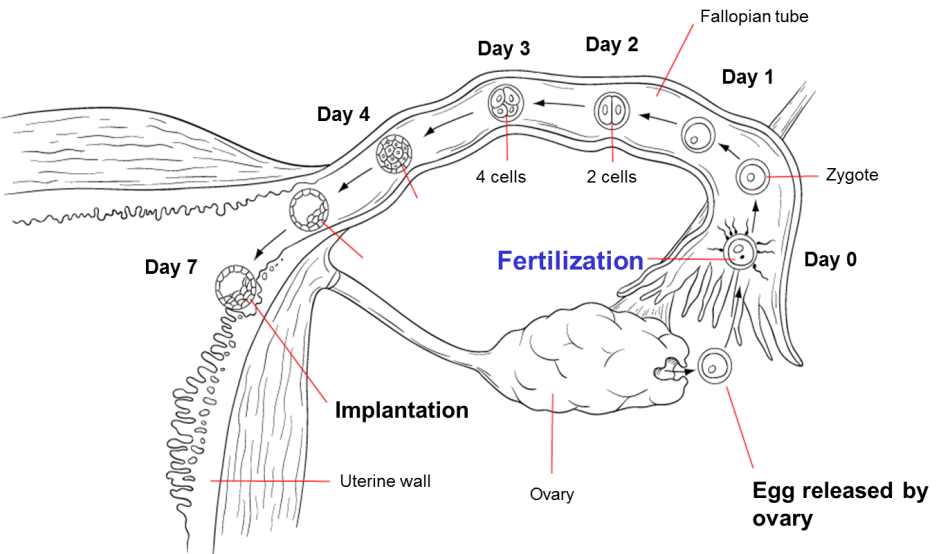 Fallopian tube
Day 3
Day 2
Day 1
Day 4
4 cells
2 cells
Zygote
Fertilization
Day 0
Day 7
Implantation
Uterine wall
Ovary
Egg released by
ovary